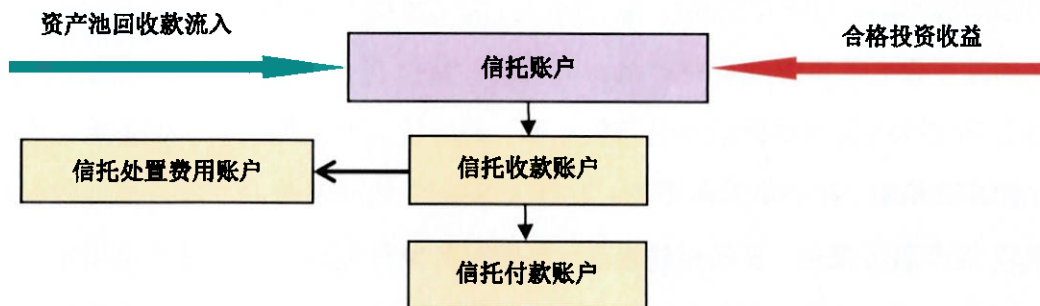 资产池回收款流入
合格投资收益
信托账户
信托处置费用账户
信托收款账户
信托付款账户